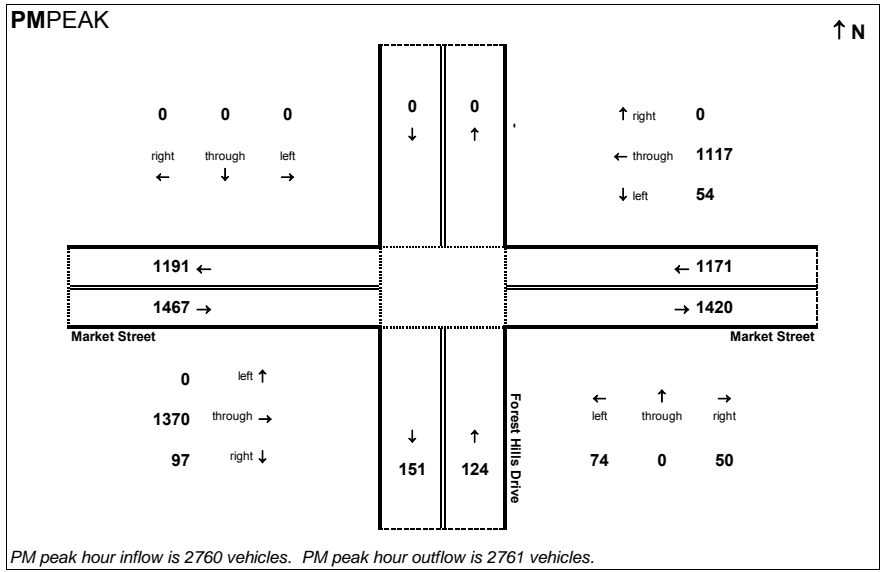 PMPEAK
↑ N
0 0 0
right through left
← ↓ →
0 0
↓ ↑
↑ right 0
← through 1117
↓ left 54
1191 ←
← 1171
1467 →
→ 1420
Market Street
Market Street
0 left ↑
1370 through →
97 right ↓
↓ ↑
151 124
Forest Hills Drive
← ↑ →
left through right
74 0 50
PM peak hour inflow is 2760 vehicles. PM peak hour outflow is 2761 vehicles.